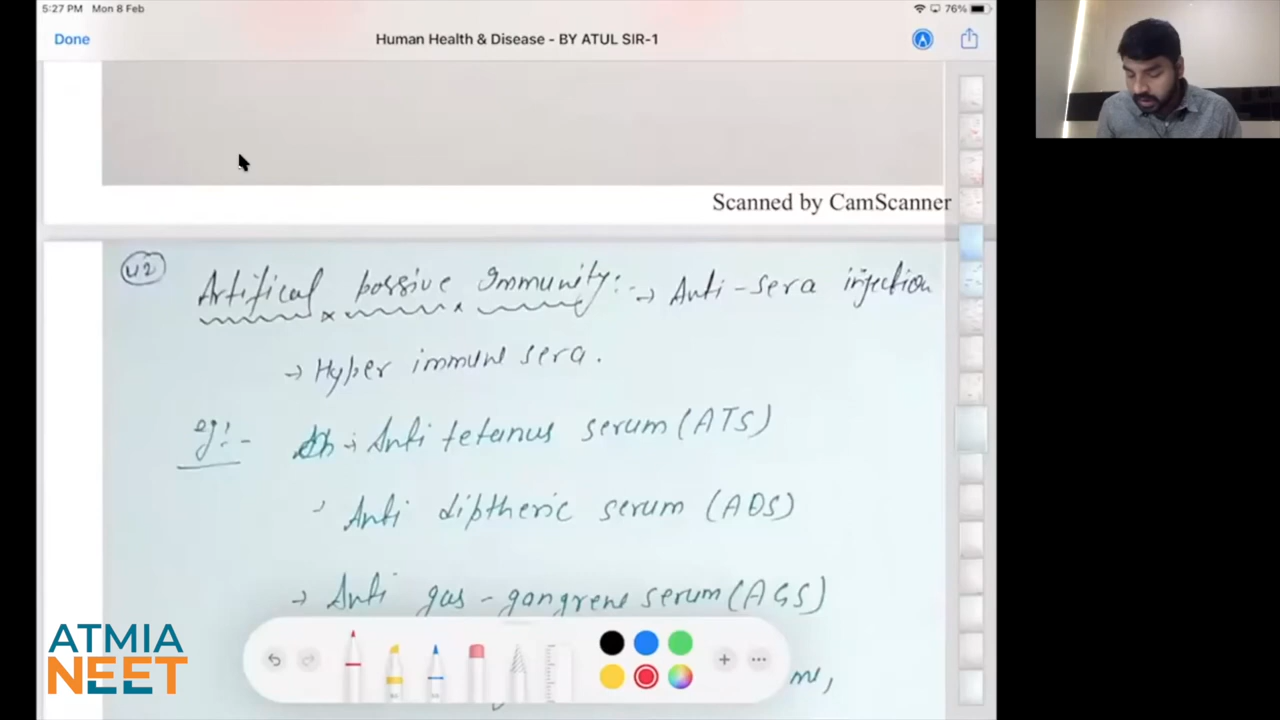 5:27 PM Mon 8 Feb
76%
Done
Human Health & Disease - BY ATUL SIR-1
Scanned by CamScanner
42
Artifical passive Immunity:- → Anti-sera injection
→ Hyper immune sera.
eg:- → Anti tetanus serum (ATS)
Anti diptheric serum (ADS)
→ Anti gas-gangrene serum (AGS)
ATMIA
NEET